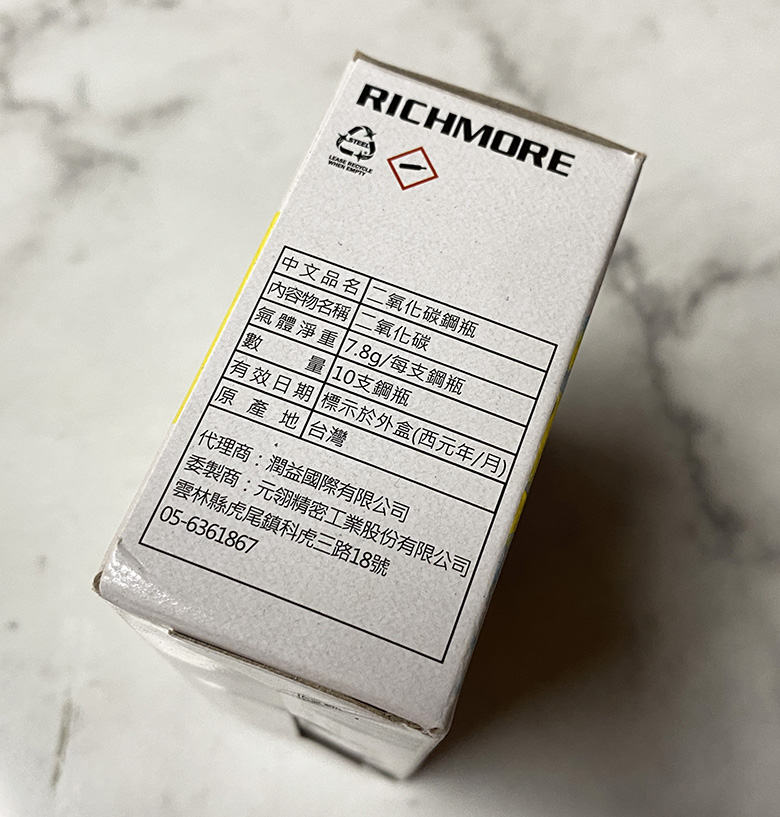 RICHMORE
STEEL
LEASE RECYCLE
WHEN EMPTY
中文品名 二氧化碳鋼瓶
內容物名稱 二氧化碳
氣體淨重 7.8g/每支鋼瓶
數量 10支鋼瓶
有效日期 標示於外盒(西元年/月)
原產地 台灣
代理商：潤益國際有限公司
委製商：元翎精密工業股份有限公司
雲林縣虎尾鎮科虎三路18號
05-6361867